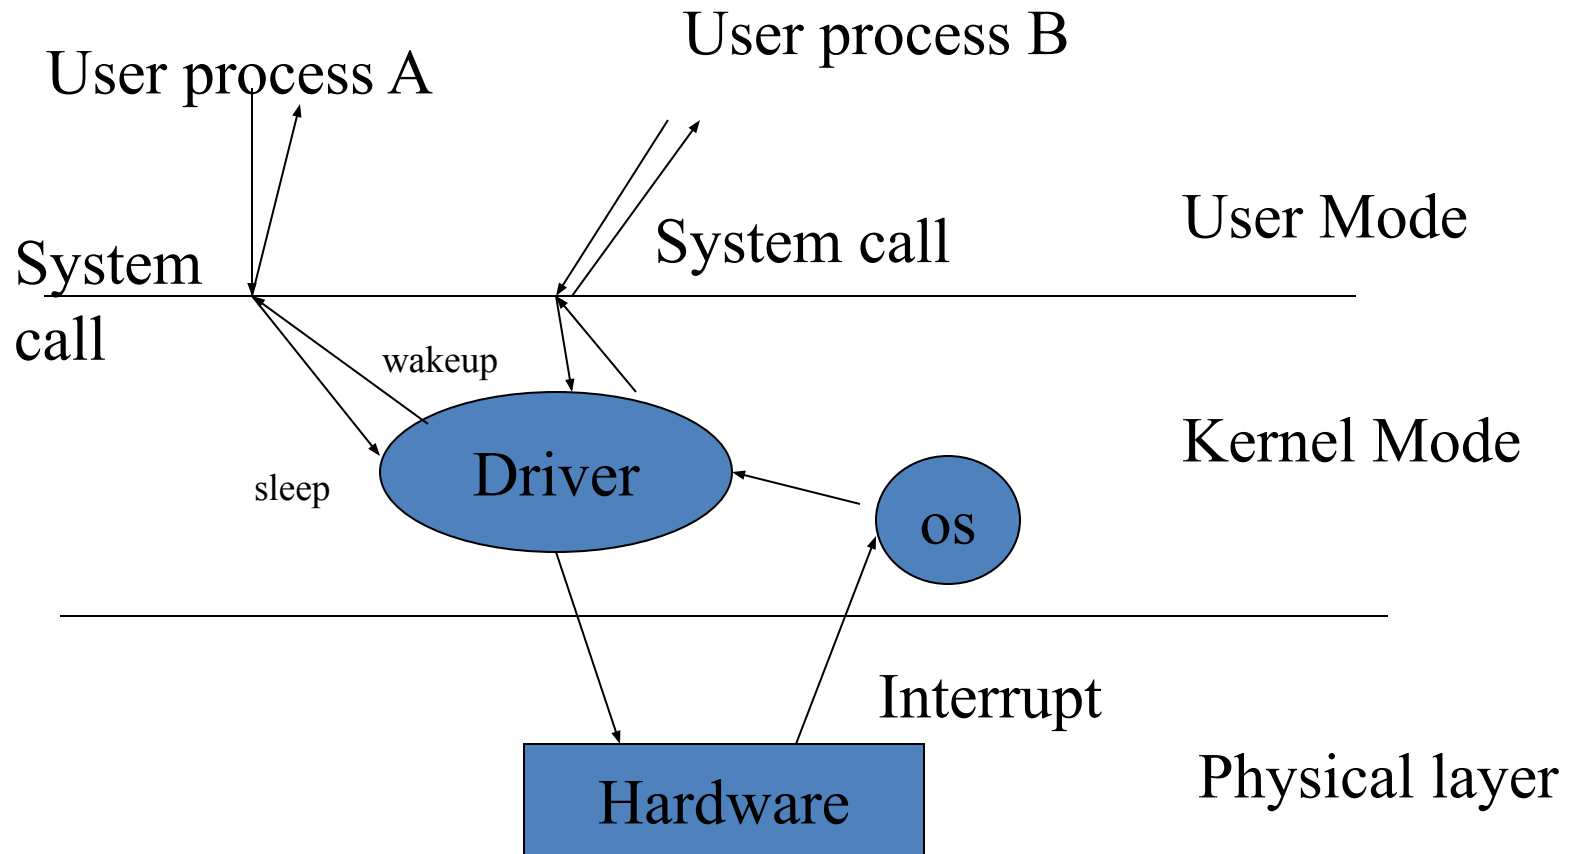 User process A
User process B
System call
User Mode
System
call
wakeup
Kernel Mode
Driver
sleep
os
Interrupt
Physical layer
Hardware